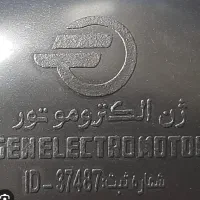 ژن الکتروموتور
GENELECTROMOTOR
ID-37487 شماره ثبت: